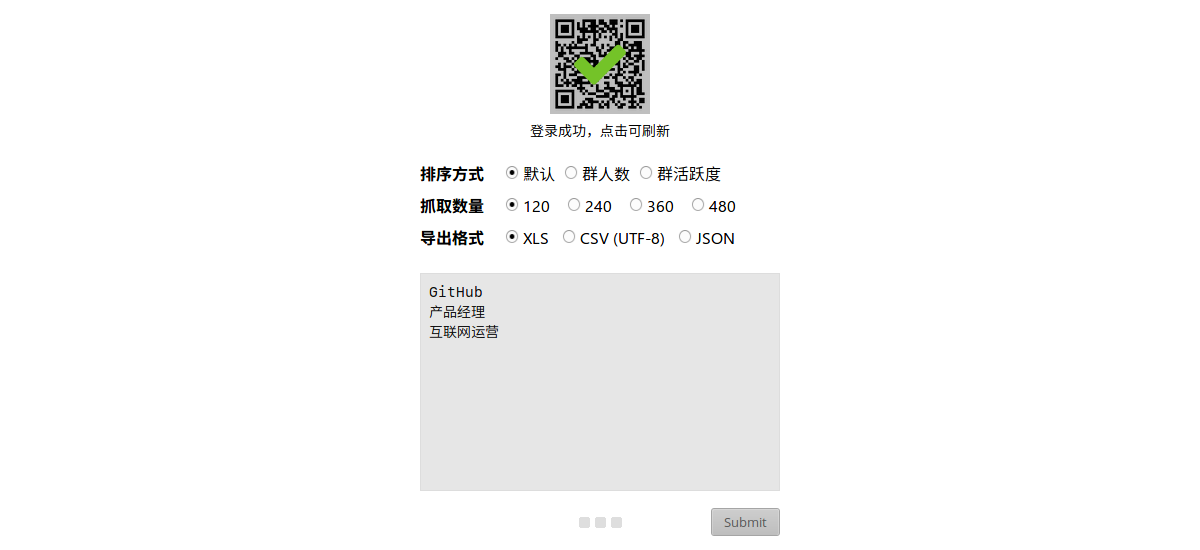 登录成功，点击可刷新
排序方式 默认 群人数 群活跃度
抓取数量 120 240 360 480
导出格式 XLS CSV (UTF-8) JSON
GitHub
产品经理
互联网运营
Submit